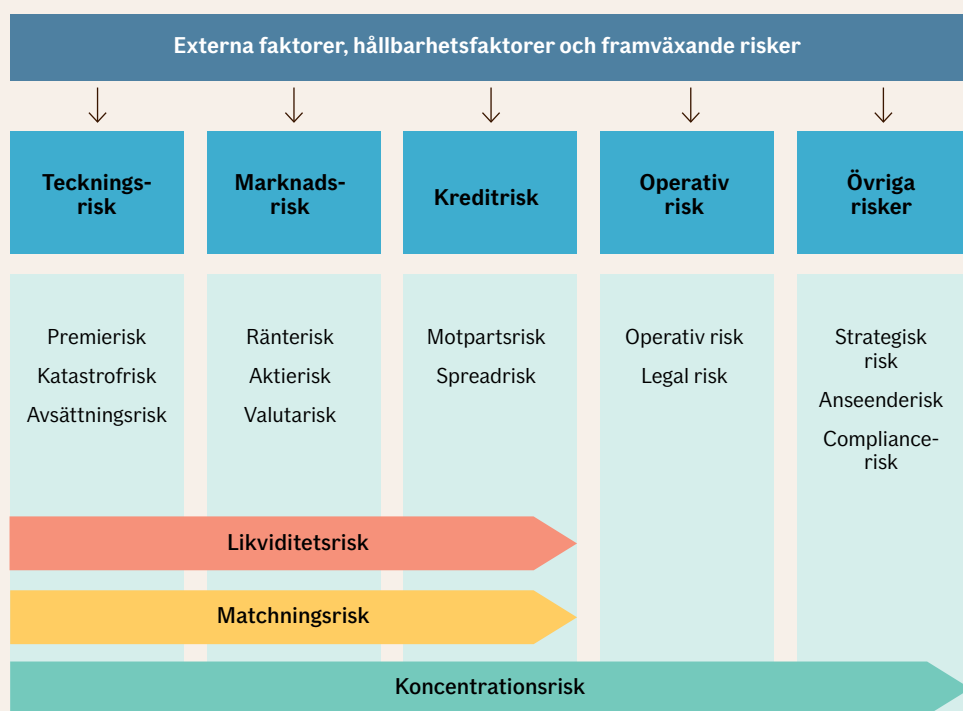 Externa faktorer, hållbarhetsfaktorer och framväxande risker
Tecknings-
risk
Marknads-
risk
Kreditrisk
Operativ
risk
Övriga
risker
Premierisk
Katastrofrisk
Avsättningsrisk
Ränterisk
Aktierisk
Valutarisk
Motpartsrisk
Spreadrisk
Operativ risk
Legal risk
Strategisk
risk
Anseenderisk
Compliance-
risk
Likviditetsrisk
Matchningsrisk
Koncentrationsrisk